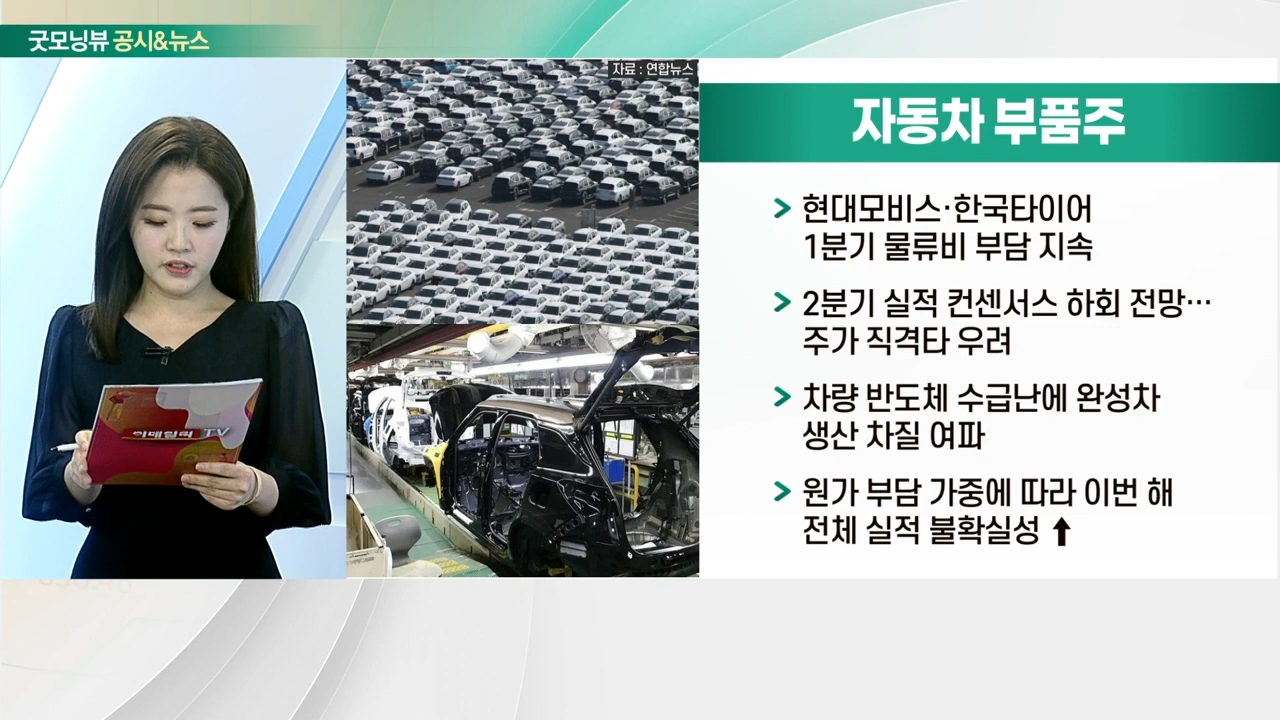 굿모닝뷰 공시&뉴스
자료 : 연합뉴스
자동차 부품주
현대모비스·한국타이어
1분기 물류비 부담 지속
2분기 실적 컨센서스 하회 전망…
주가 직격타 우려
차량 반도체 수급난에 완성차
생산 차질 여파
원가 부담 가중에 따라 이번 해
전체 실적 불확실성 ⬆
이데일리 TV